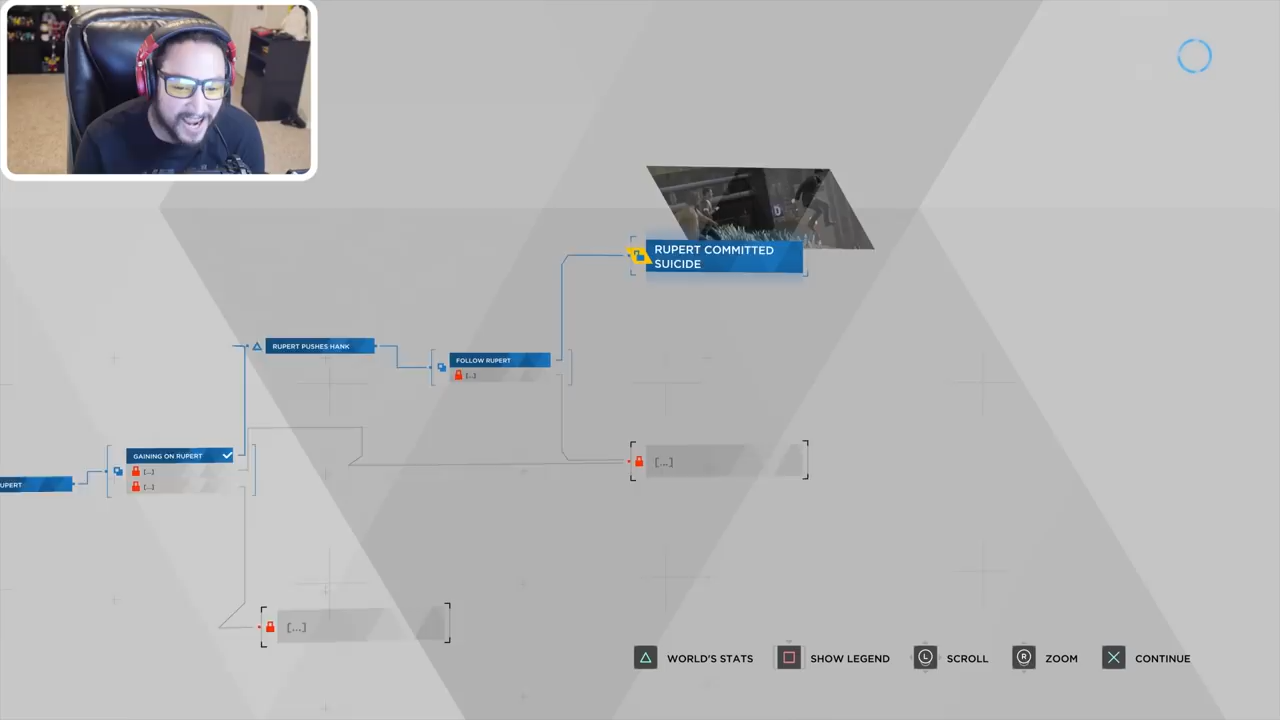 RUPERT COMMITTED
SUICIDE
RUPERT PUSHES HANK
FOLLOW RUPERT
[...]
GAINING ON RUPERT
[...]
[...]
UPERT
[...]
[...]
WORLD'S STATS
SHOW LEGEND
L
SCROLL
R
ZOOM
CONTINUE